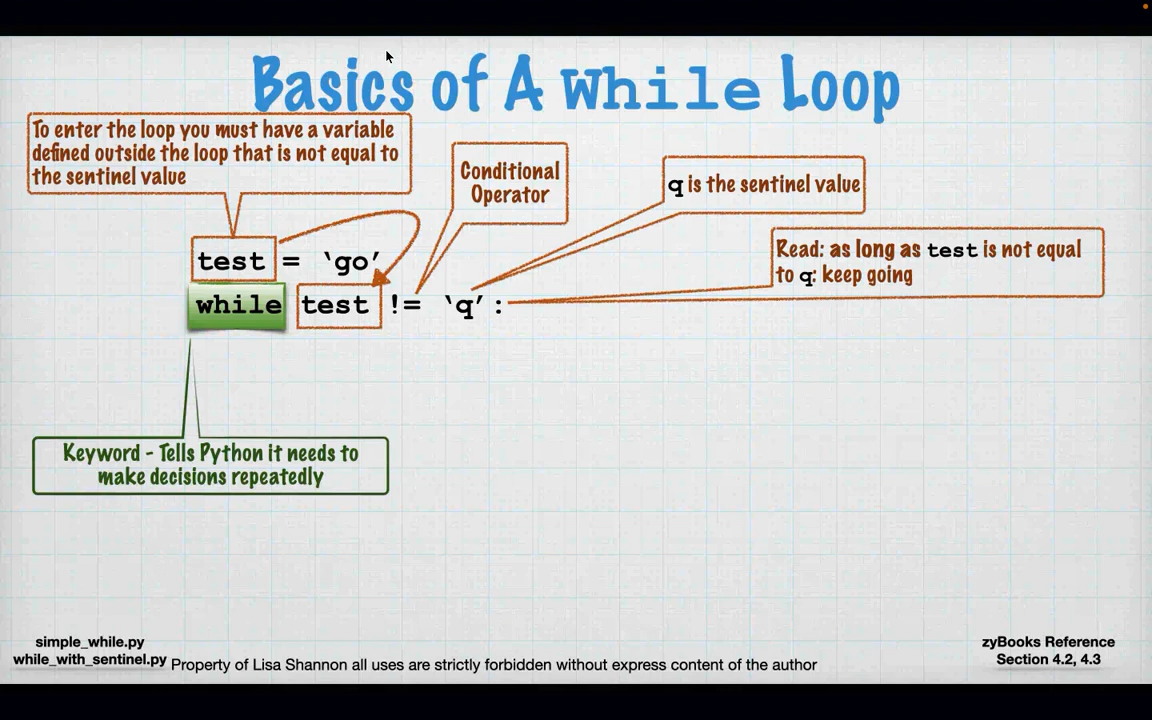 Basics of A While Loop
To enter the loop you must have a variable
defined outside the loop that is not equal to
the sentinel value
Conditional
Operator
q is the sentinel value
Read: as long as test is not equal
to q: keep going
test = ‘go’
while test != ‘q’:
Keyword - Tells Python it needs to
make decisions repeatedly
simple_while.py
while_with_sentinel.py
Property of Lisa Shannon all uses are strictly forbidden without express content of the author
zyBooks Reference
Section 4.2, 4.3